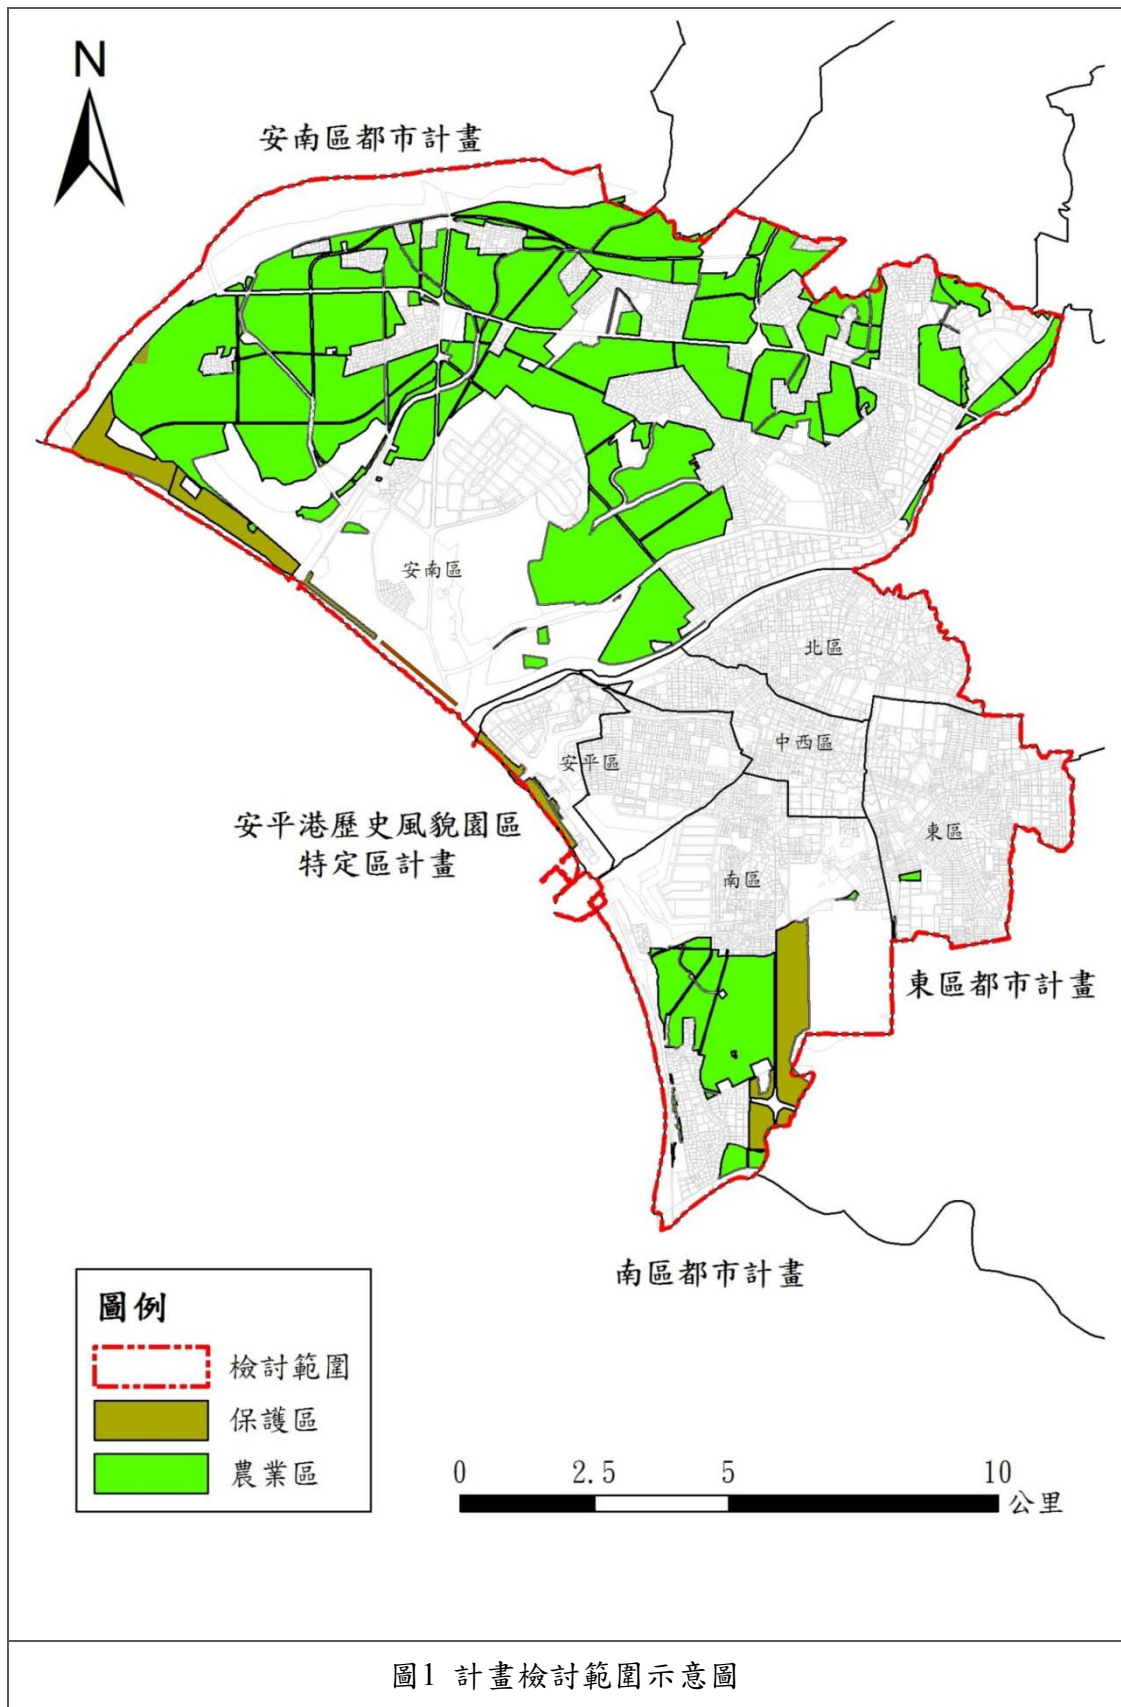 N
安南區都市計畫
安南區
北區
中西區
安平區
東區
南區
安平港歷史風貌園區
特定區計畫
東區都市計畫
南區都市計畫
圖例
檢討範圍
保護區
農業區
0 2.5 5 10
公里
圖1 計畫檢討範圍示意圖